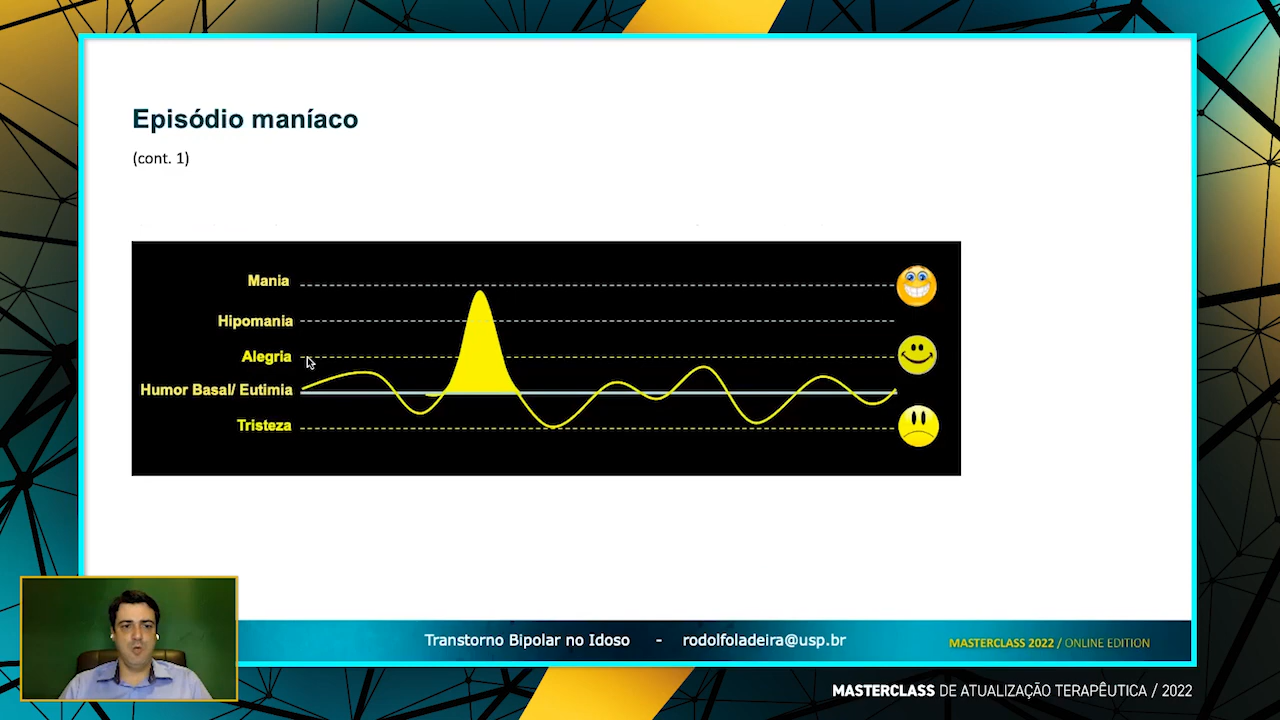 Episódio maníaco
(cont. 1)
Mania
Hipomania
Alegria
Humor Basal/ Eutimia
Tristeza
Transtorno Bipolar no Idoso - rodolfoladeira@usp.br
MASTERCLASS 2022 / ONLINE EDITION
MASTERCLASS DE ATUALIZAÇÃO TERAPÊUTICA / 2022